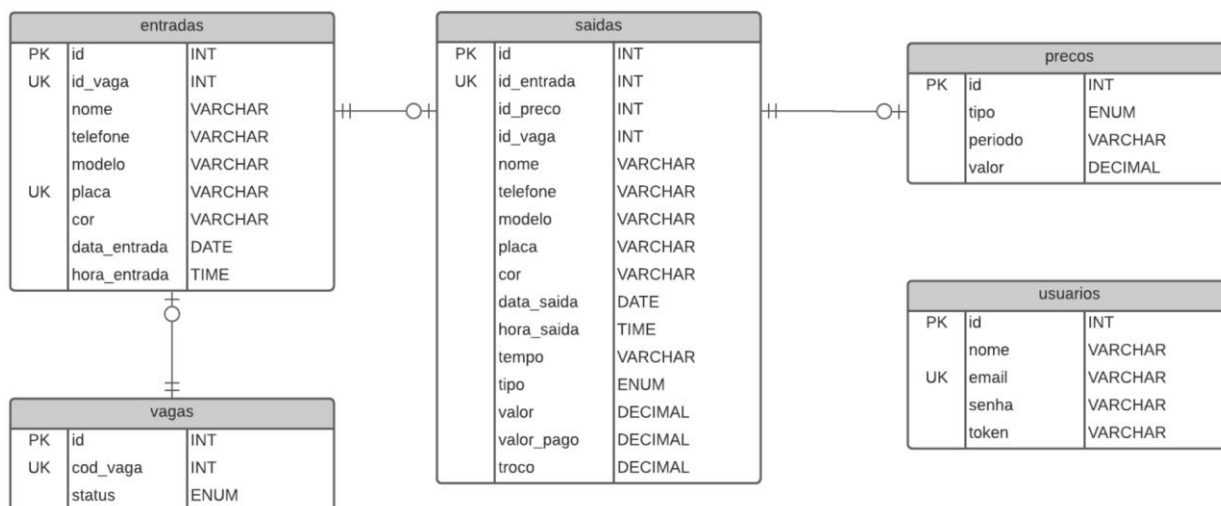 entradas
PK id INT
UK id_vaga INT
nome VARCHAR
telefone VARCHAR
modelo VARCHAR
UK placa VARCHAR
cor VARCHAR
data_entrada DATE
hora_entrada TIME
vagas
PK id INT
UK cod_vaga INT
status ENUM
saidas
PK id INT
UK id_entrada INT
id_preco INT
id_vaga INT
nome VARCHAR
telefone VARCHAR
modelo VARCHAR
placa VARCHAR
cor VARCHAR
data_saida DATE
hora_saida TIME
tempo VARCHAR
tipo ENUM
valor DECIMAL
valor_pago DECIMAL
troco DECIMAL
precos
PK id INT
tipo ENUM
periodo VARCHAR
valor DECIMAL
usuarios
PK id INT
nome VARCHAR
UK email VARCHAR
senha VARCHAR
token VARCHAR